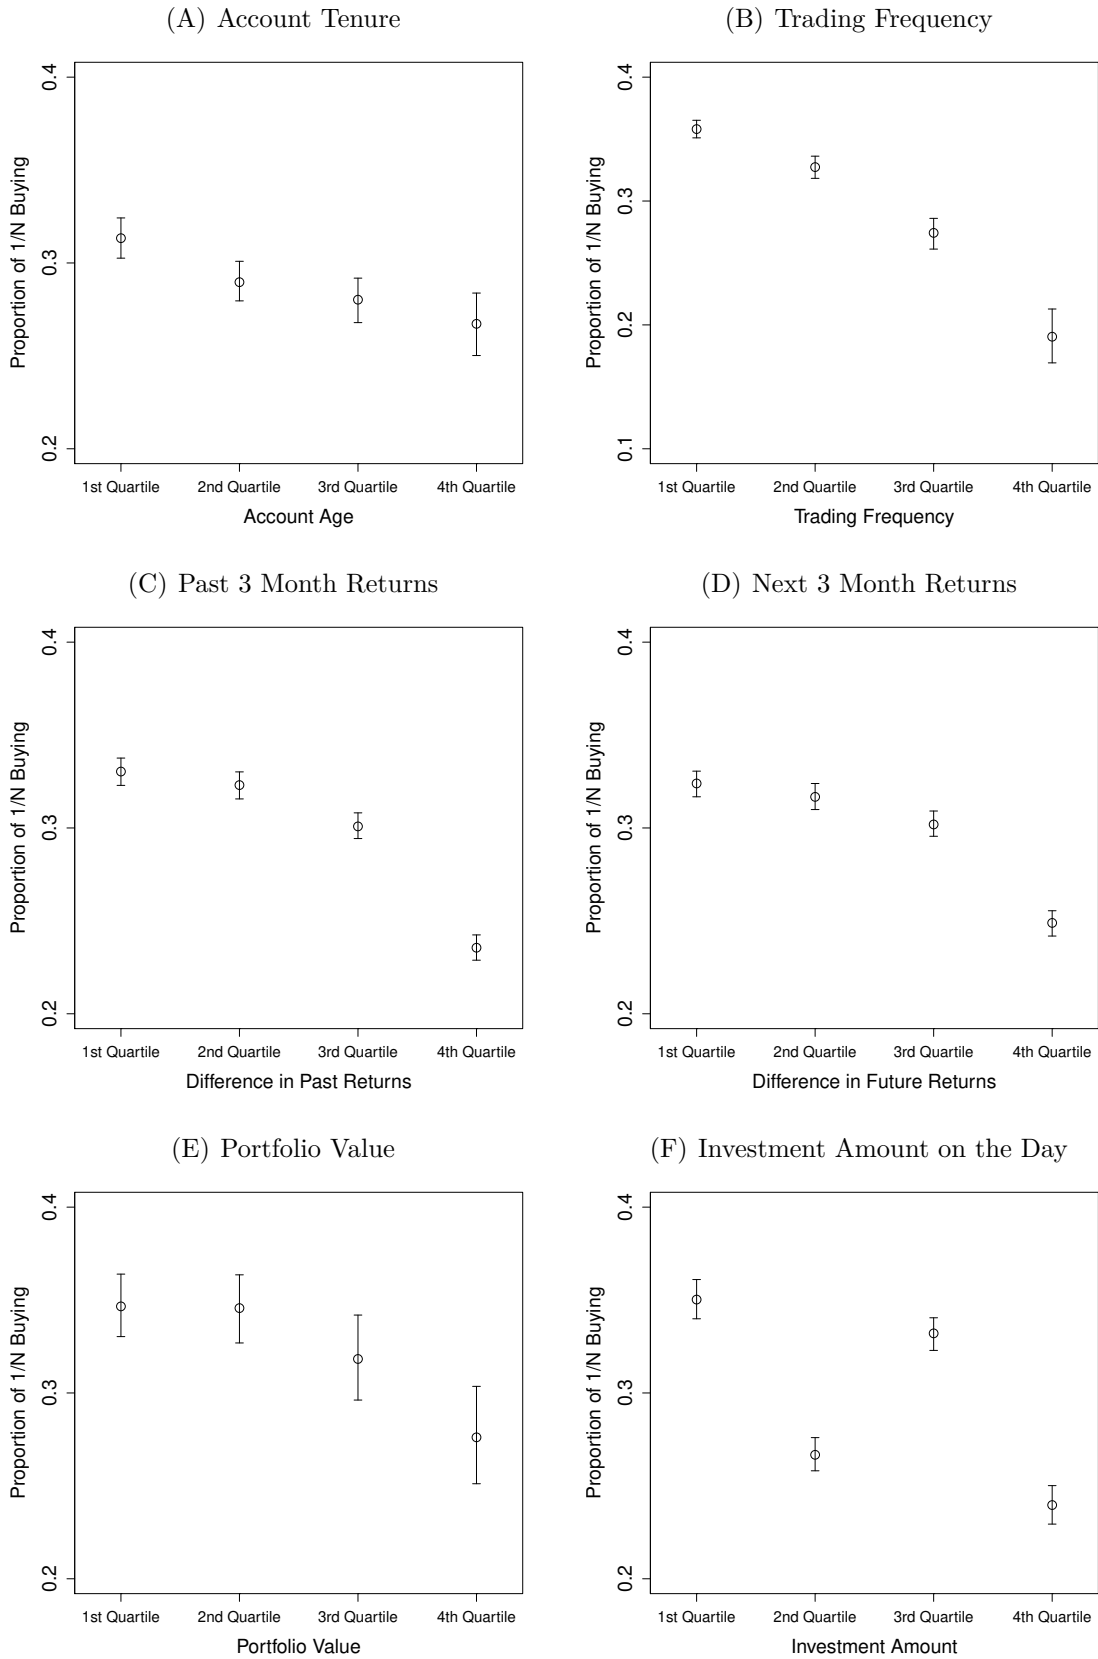 (A) Account Tenure
Proportion of 1/N Buying
0.4
0.3
0.2
1st Quartile 2nd Quartile 3rd Quartile 4th Quartile
Account Age
(B) Trading Frequency
Proportion of 1/N Buying
0.4
0.3
0.2
0.1
1st Quartile 2nd Quartile 3rd Quartile 4th Quartile
Trading Frequency
(C) Past 3 Month Returns
Proportion of 1/N Buying
0.4
0.3
0.2
1st Quartile 2nd Quartile 3rd Quartile 4th Quartile
Difference in Past Returns
(D) Next 3 Month Returns
Proportion of 1/N Buying
0.4
0.3
0.2
1st Quartile 2nd Quartile 3rd Quartile 4th Quartile
Difference in Future Returns
(E) Portfolio Value
Proportion of 1/N Buying
0.4
0.3
0.2
1st Quartile 2nd Quartile 3rd Quartile 4th Quartile
Portfolio Value
(F) Investment Amount on the Day
Proportion of 1/N Buying
0.4
0.3
0.2
1st Quartile 2nd Quartile 3rd Quartile 4th Quartile
Investment Amount